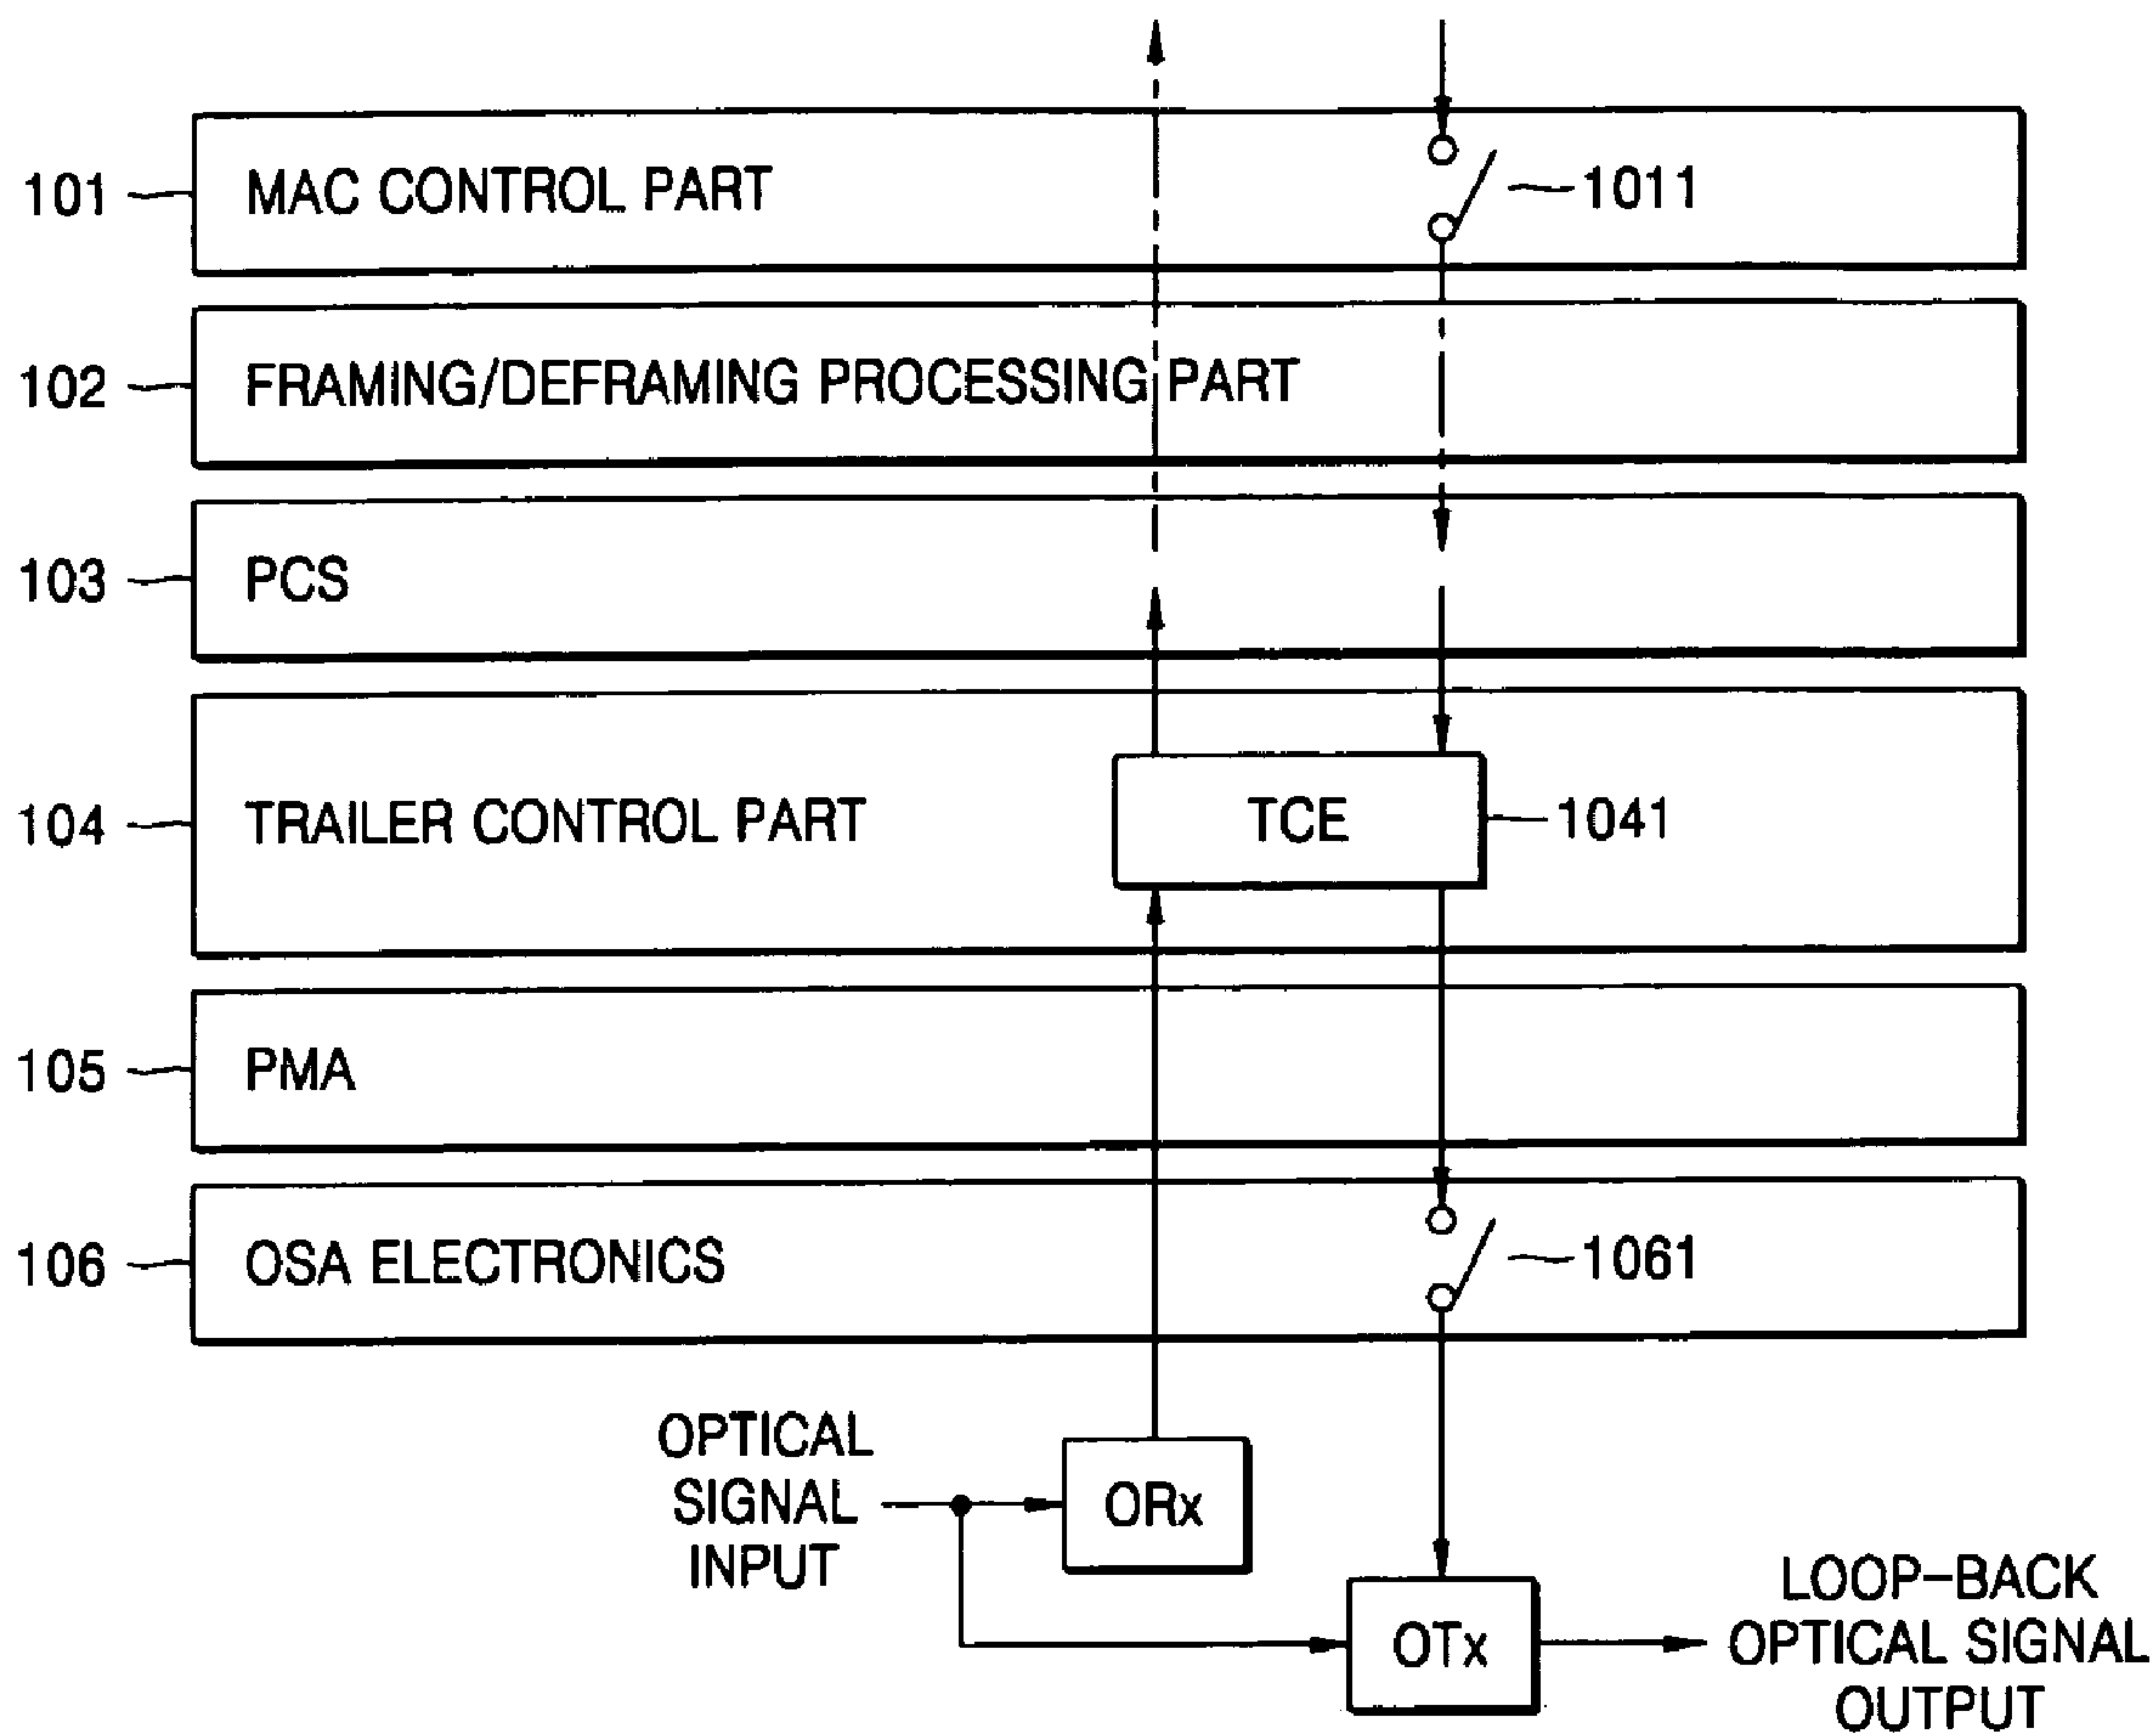 101
MAC CONTROL PART
1011
102
FRAMING/DEFRAMING PROCESSING PART
103
PCS
104
TRAILER CONTROL PART
TCE
1041
105
PMA
106
OSA ELECTRONICS
1061
OPTICAL
SIGNAL
INPUT
ORx
OTx
LOOP-BACK
OPTICAL SIGNAL
OUTPUT